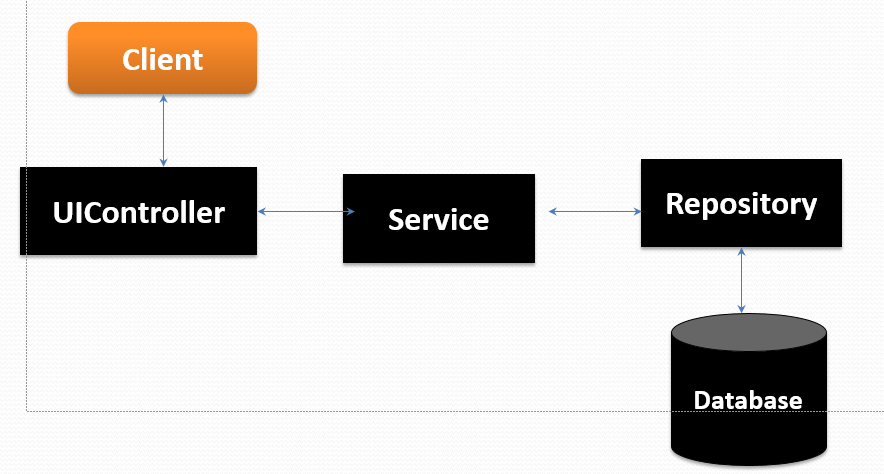 Client
UIController
Service
Repository
Database